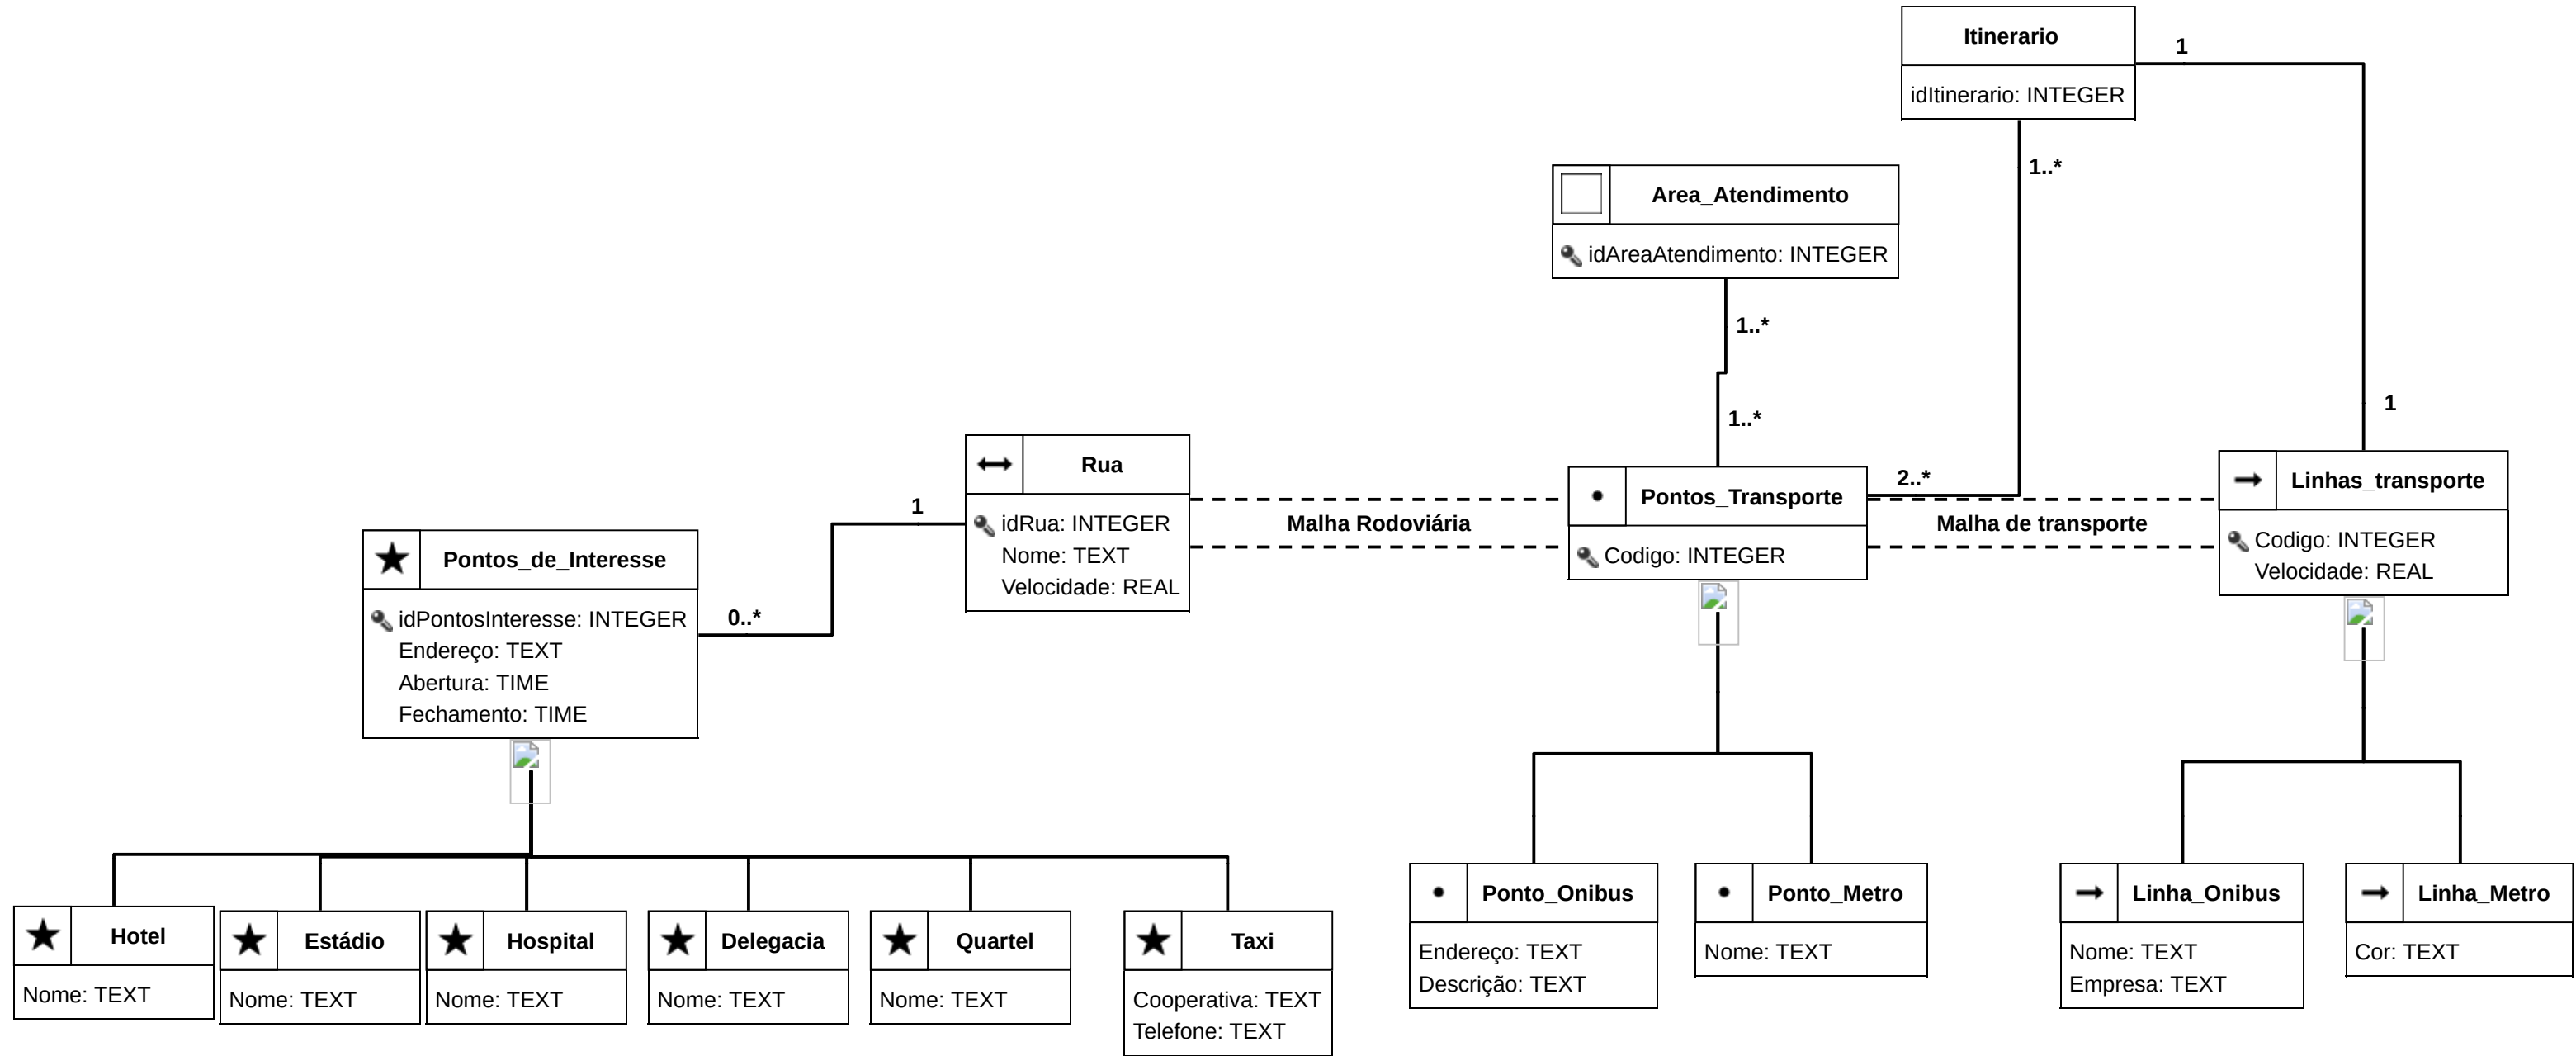 Itinerario
idItinerario: INTEGER
1
1..*
1
Area_Atendimento
idAreaAtendimento: INTEGER
1..*
1..*
Rua
idRua: INTEGER
Nome: TEXT
Velocidade: REAL
1
0..*
Malha Rodoviária
Pontos_Transporte
Codigo: INTEGER
2..*
Malha de transporte
Linhas_transporte
Codigo: INTEGER
Velocidade: REAL
Pontos_de_Interesse
idPontosInteresse: INTEGER
Endereço: TEXT
Abertura: TIME
Fechamento: TIME
Hotel
Nome: TEXT
Estádio
Nome: TEXT
Hospital
Nome: TEXT
Delegacia
Nome: TEXT
Quartel
Nome: TEXT
Taxi
Cooperativa: TEXT
Telefone: TEXT
Ponto_Onibus
Endereço: TEXT
Descrição: TEXT
Ponto_Metro
Nome: TEXT
Linha_Onibus
Nome: TEXT
Empresa: TEXT
Linha_Metro
Cor: TEXT